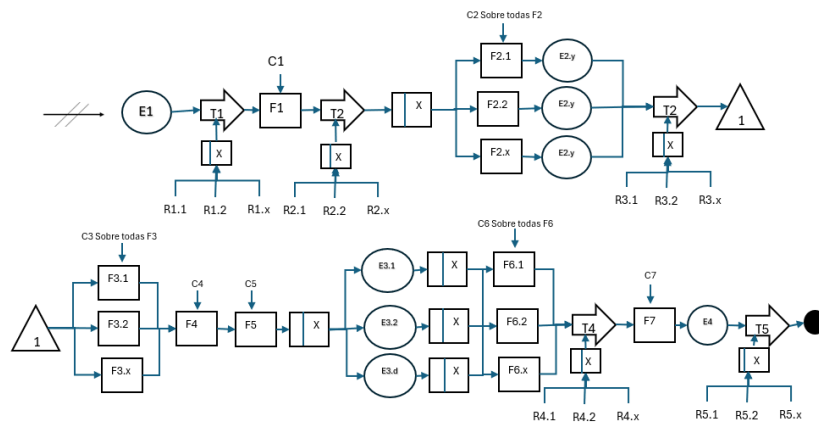 C2 Sobre todas F2
C1
F2.1
E2.y
E1
T1
F1
T2
X
F2.2
E2.y
T2
1
X
X
F2.x
E2.y
X
R1.1
R1.2
R1.x
R2.1
R2.2
R2.x
R3.1
R3.2
R3.x
C3 Sobre todas F3
C6 Sobre todas F6
F3.1
C4
C5
E3.1
X
F6.1
C7
1
F3.2
F4
F5
X
E3.2
X
F6.2
T4
F7
E4
T5
F3.x
E3.d
X
F6.x
X
X
R4.1
R4.2
R4.x
R5.1
R5.2
R5.x